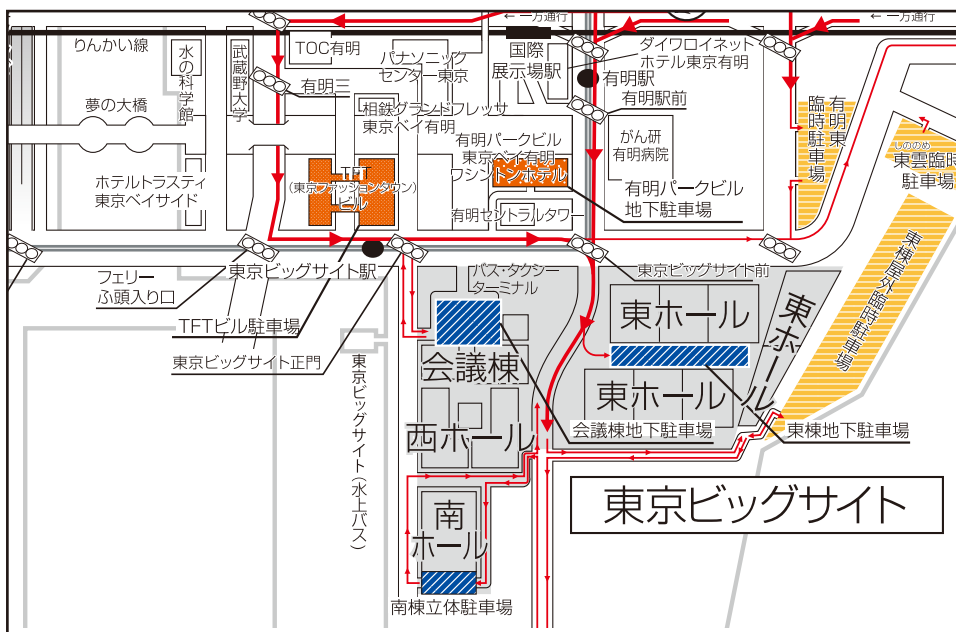 ← 一方通行
← 一方通行
りんかい線
水の科学館
武蔵野大学
TOC有明
パナソニック
センター東京
国際
展示場駅
ダイワロイネット
ホテル東京有明
有明駅
有明駅前
有明三
夢の大橋
相鉄グランドフレッサ
東京ベイ有明
有明パークビル
東京ベイ有明
ワシントンホテル
がん研
有明病院
有明東
臨時駐車場
しののめ
東雲臨時
駐車場
ホテルトラスティ
東京ベイサイド
TFT
(東京ファッションタウン)
ビル
有明セントラルタワー
有明パークビル
地下駐車場
フェリー
ふ頭入り口
東京ビッグサイト駅
バス・タクシー
ターミナル
東京ビッグサイト前
東棟屋外臨時駐車場
TFTビル駐車場
東京ビッグサイト正門
東京ビッグサイト(水上バス)
会議棟
東ホール
東ホール
東ホール
西ホール
会議棟地下駐車場
東棟地下駐車場
東京ビッグサイト
南
ホール
南棟立体駐車場